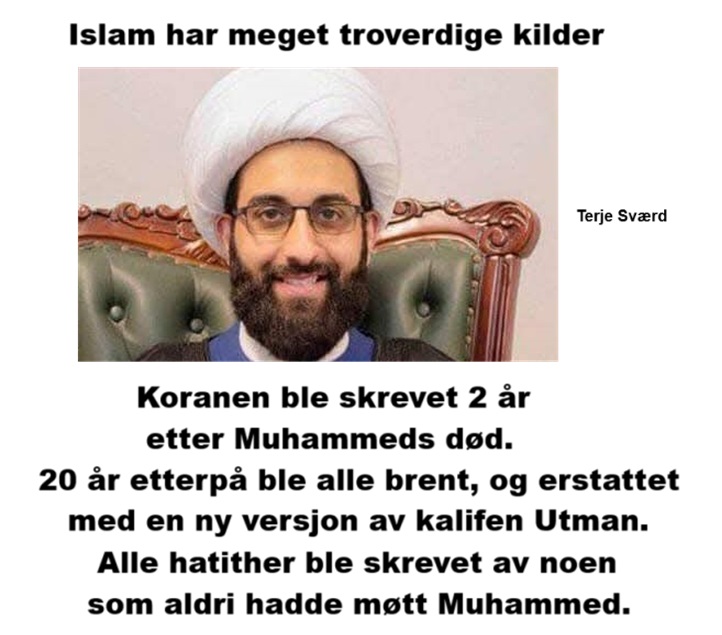 Islam har meget troverdige kilder
Terje Sværd
Koranen ble skrevet 2 år
etter Muhammeds død.
20 år etterpå ble alle brent, og erstattet
med en ny versjon av kalifen Utman.
Alle hatither ble skrevet av noen
som aldri hadde møtt Muhammed.